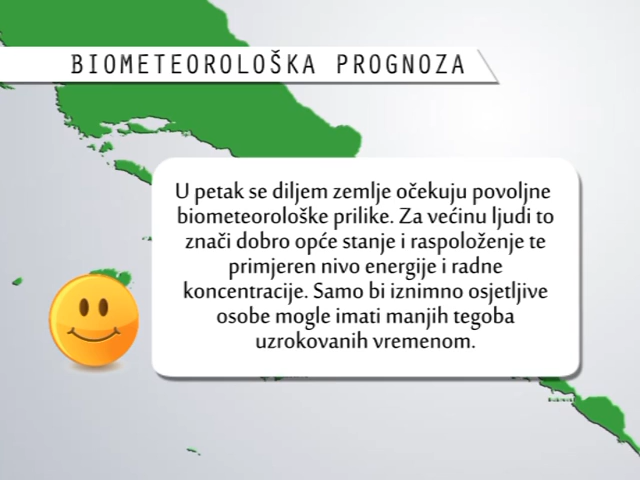 BIOMETEOROLOŠKA PROGNOZA
U petak se diljem zemlje očekuju povoljne
biometeorološke prilike. Za većinu ljudi to
znači dobro opće stanje i raspoloženje te
primjeren nivo energije i radne
koncentracije. Samo bi iznimno osjetljive
osobe mogle imati manjih tegoba
uzrokovanih vremenom.